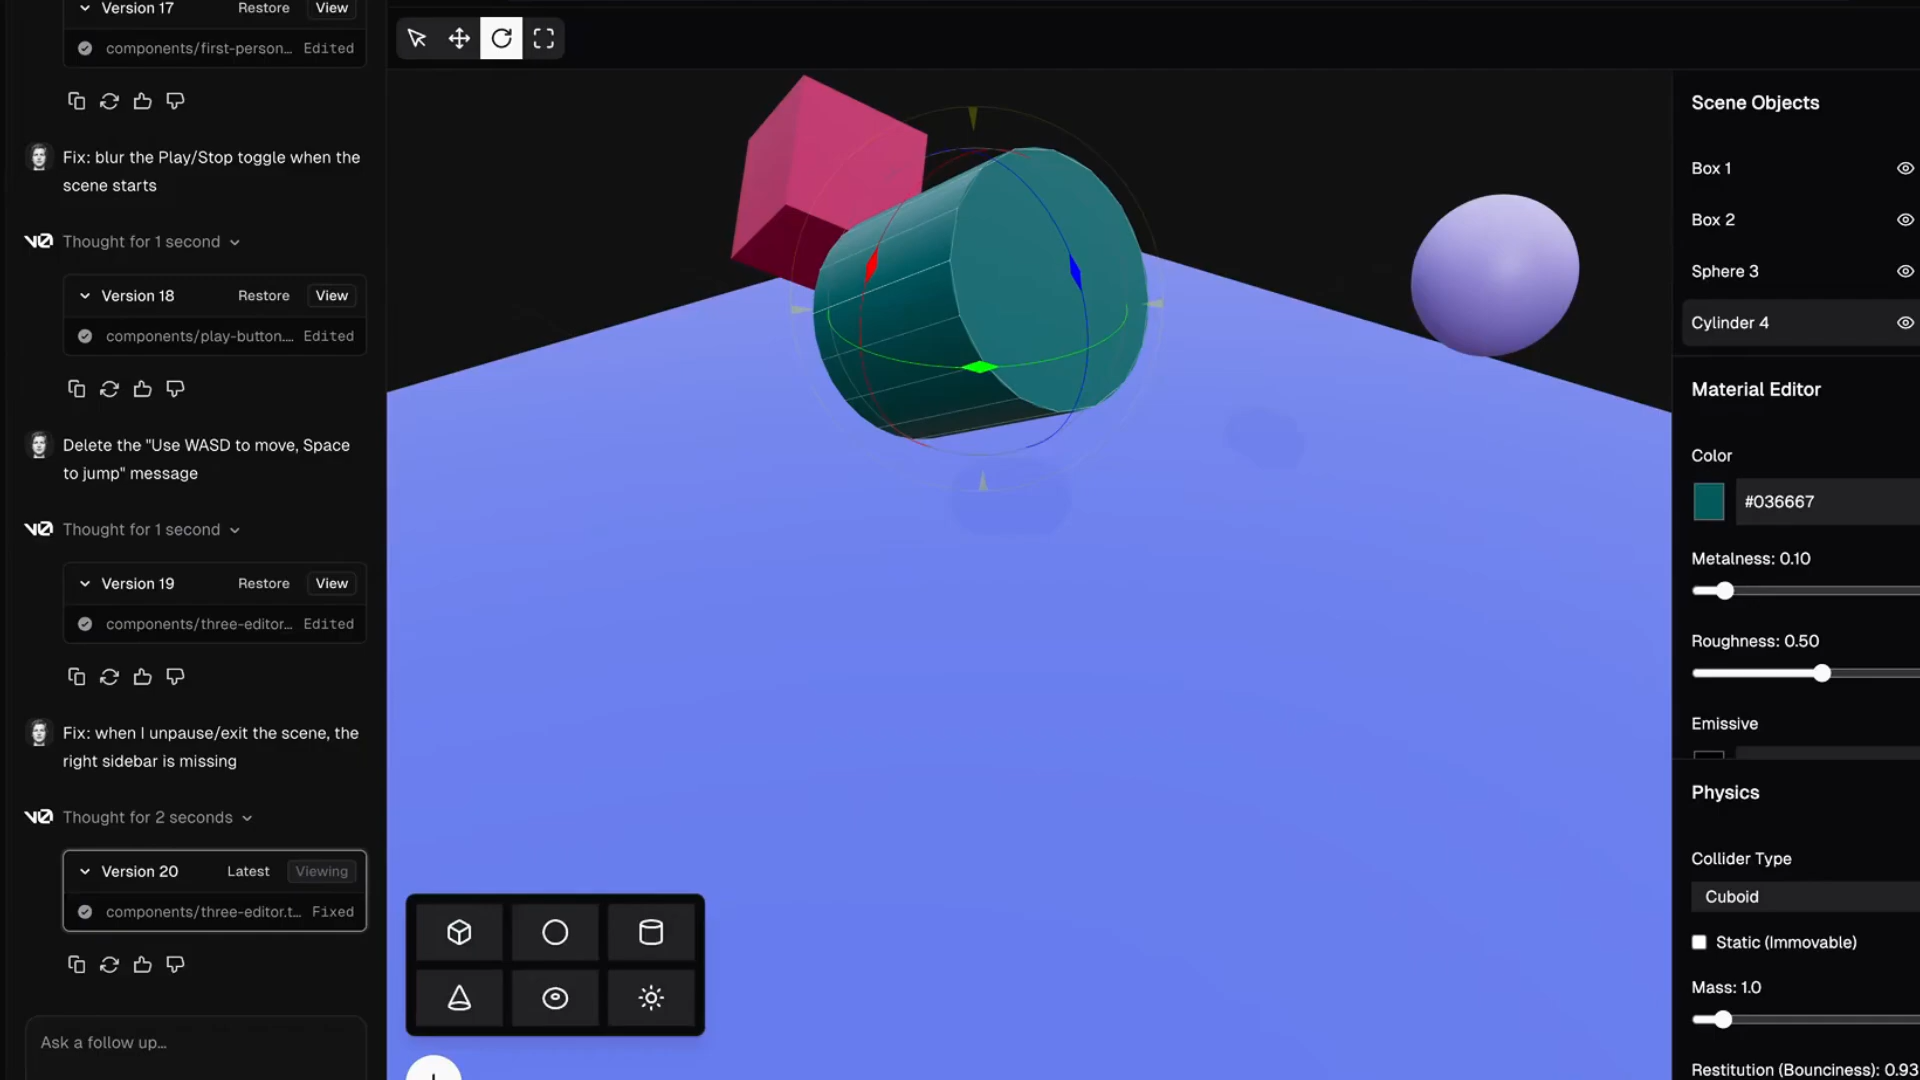 Version 17 Restore View
components/first-person... Edited
Fix: blur the Play/Stop toggle when the
scene starts
v0 Thought for 1 second
Version 18 Restore View
components/play-button.... Edited
Delete the "Use WASD to move, Space
to jump" message
v0 Thought for 1 second
Version 19 Restore View
components/three-editor... Edited
Fix: when I unpause/exit the scene, the
right sidebar is missing
v0 Thought for 2 seconds
Version 20 Latest Viewing
components/three-editor.t... Fixed
Ask a follow up...
Scene Objects
Box 1
Box 2
Sphere 3
Cylinder 4
Material Editor
Color
#036667
Metalness: 0.10
Roughness: 0.50
Emissive
Physics
Collider Type
Cuboid
Static (Immovable)
Mass: 1.0
Restitution (Bounciness): 0.93